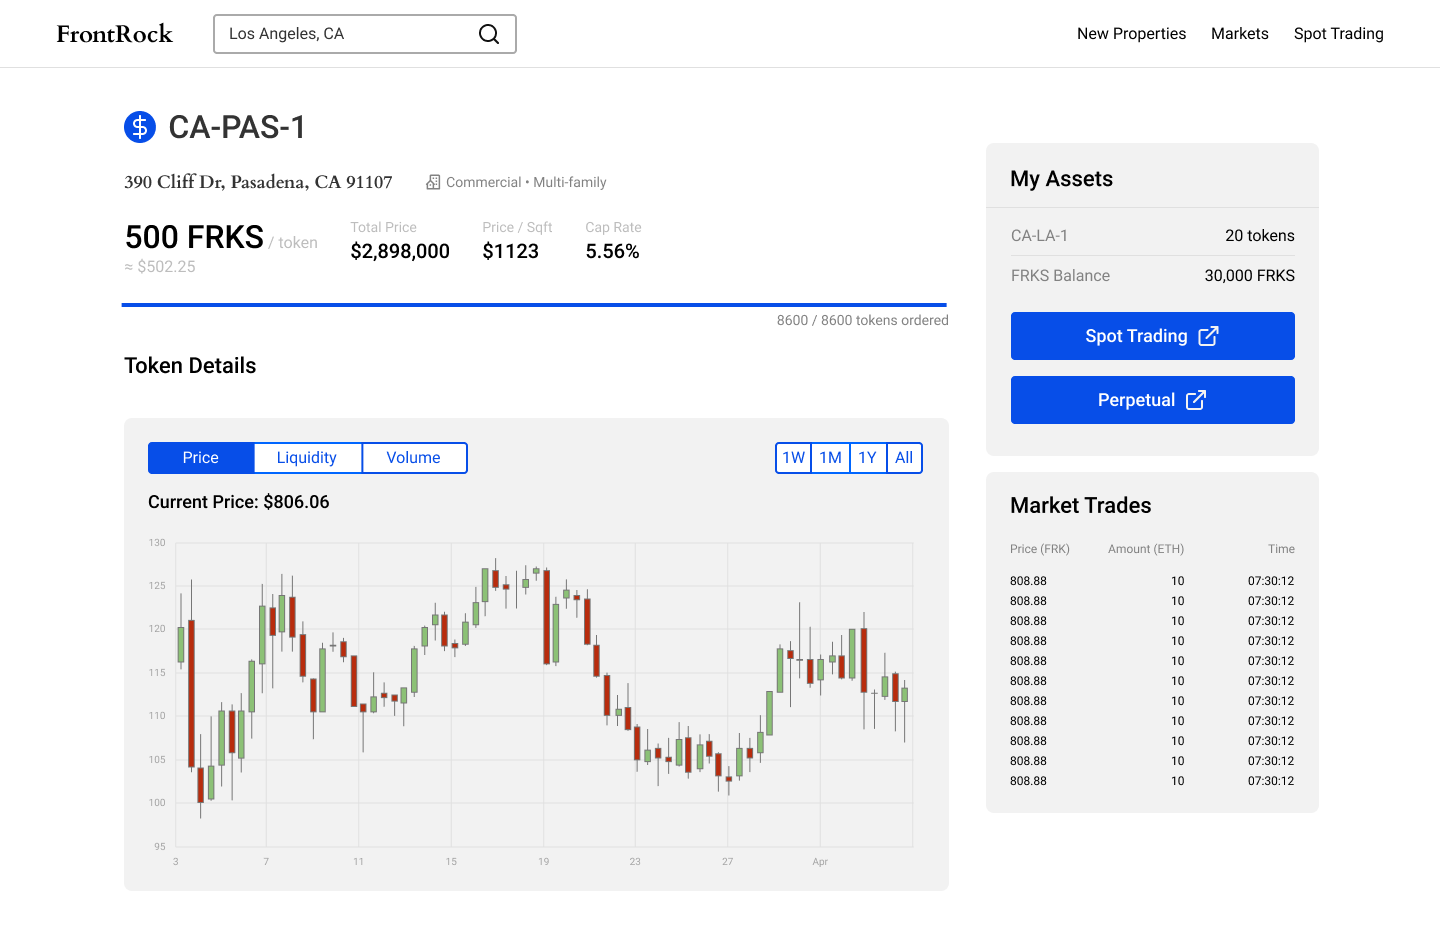 FrontRock
Los Angeles, CA
New Properties
Markets
Spot Trading
CA-PAS-1
390 Cliff Dr, Pasadena, CA 91107
Commercial • Multi-family
500 FRKS / token
≈ $502.25
Total Price
$2,898,000
Price / Sqft
$1123
Cap Rate
5.56%
8600 / 8600 tokens ordered
Token Details
Price
Liquidity
Volume
1W
1M
1Y
All
Current Price: $806.06
130
125
120
115
110
105
100
95
3
7
11
15
19
23
27
Apr
My Assets
CA-LA-1 20 tokens
FRKS Balance 30,000 FRKS
Spot Trading
Perpetual
Market Trades
Price (FRK) Amount (ETH) Time
808.88 10 07:30:12
808.88 10 07:30:12
808.88 10 07:30:12
808.88 10 07:30:12
808.88 10 07:30:12
808.88 10 07:30:12
808.88 10 07:30:12
808.88 10 07:30:12
808.88 10 07:30:12
808.88 10 07:30:12
808.88 10 07:30:12